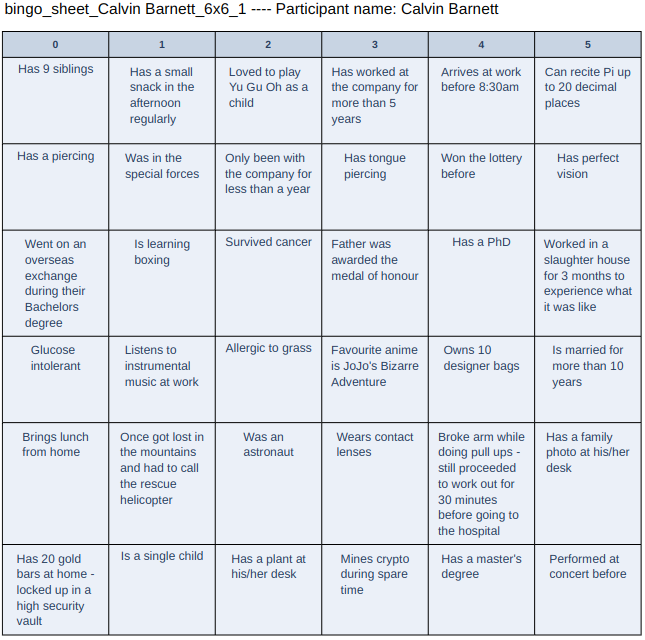 bingo_sheet_Calvin Barnett_6x6_1 ---- Participant name: Calvin Barnett
0 1 2 3 4 5
Has 9 siblings
Has a small
snack in the
afternoon
regularly
Loved to play
Yu Gu Oh as a
child
Has worked at
the company for
more than 5
years
Arrives at work
before 8:30am
Can recite Pi up
to 20 decimal
places
Has a piercing
Was in the
special forces
Only been with
the company for
less than a year
Has tongue
piercing
Won the lottery
before
Has perfect
vision
Went on an
overseas
exchange
during their
Bachelors
degree
Is learning
boxing
Survived cancer
Father was
awarded the
medal of honour
Has a PhD
Worked in a
slaughter house
for 3 months to
experience what
it was like
Glucose
intolerant
Listens to
instrumental
music at work
Allergic to grass
Favourite anime
is JoJo's Bizarre
Adventure
Owns 10
designer bags
Is married for
more than 10
years
Brings lunch
from home
Once got lost in
the mountains
and had to call
the rescue
helicopter
Was an
astronaut
Wears contact
lenses
Broke arm while
doing pull ups -
still proceeded
to work out for
30 minutes
before going to
the hospital
Has a family
photo at his/her
desk
Has 20 gold
bars at home -
locked up in a
high security
vault
Is a single child
Has a plant at
his/her desk
Mines crypto
during spare
time
Has a master's
degree
Performed at
concert before